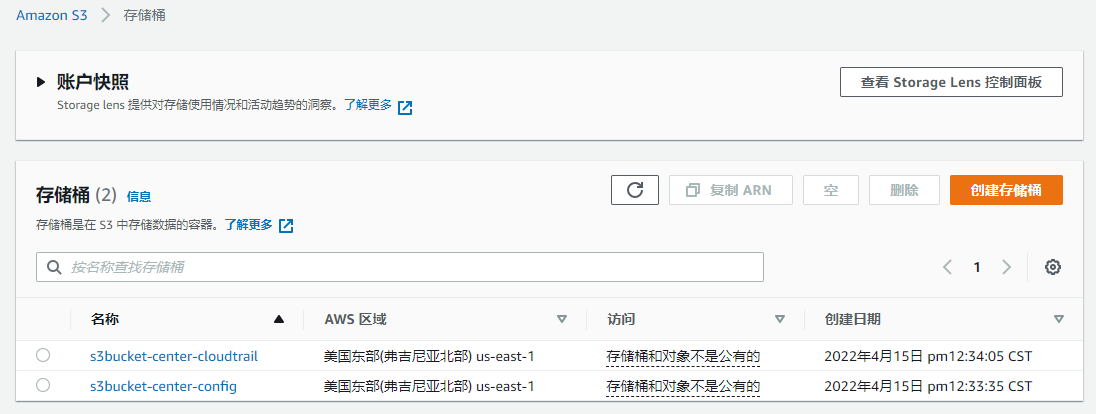 Amazon S3 > 存储桶
账户快照
查看 Storage Lens 控制面板
Storage lens 提供对存储使用情况和活动趋势的洞察。了解更多
存储桶 (2) 信息
复制 ARN 空 删除 创建存储桶
存储桶是在 S3 中存储数据的容器。了解更多
按名称查找存储桶
1
名称 AWS 区域 访问 创建日期
s3bucket-center-cloudtrail 美国东部(弗吉尼亚北部) us-east-1 存储桶和对象不是公有的 2022年4月15日 pm12:34:05 CST
s3bucket-center-config 美国东部(弗吉尼亚北部) us-east-1 存储桶和对象不是公有的 2022年4月15日 pm12:33:35 CST